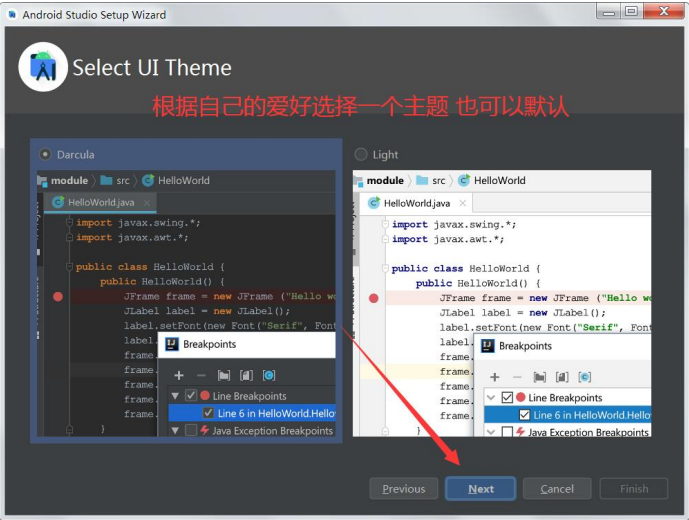 Android Studio Setup Wizard
Select UI Theme
根据自己的爱好选择一个主题 也可以默认
Darcula
module src HelloWorld
HelloWorld.java
import javax.swing.*;
import javax.awt.*;
public class HelloWorld {
public HelloWorld() {
JFrame frame = new JFrame ("Hello wo
JLabel label = new JLabel();
label.setFont(new Font("Serif", Font
label.
Breakpoints
frame.
frame.
frame.
Line Breakpoints
frame.
Line 6 in HelloWorld.Hello
}
Java Exception Breakpoints
Light
module src HelloWorld
HelloWorld.java
import javax.swing.*;
import javax.awt.*;
public class HelloWorld {
public HelloWorld() {
JFrame frame = new JFrame ("Hello wo
JLabel label = new JLabel();
label.setFont(new Font("Serif", Font
label.
Breakpoints
frame.
frame.
frame.
Line Breakpoints
frame.
Line 6 in HelloWorld.Hello
}
Java Exception Breakpoints
Previous
Next
Cancel
Finish